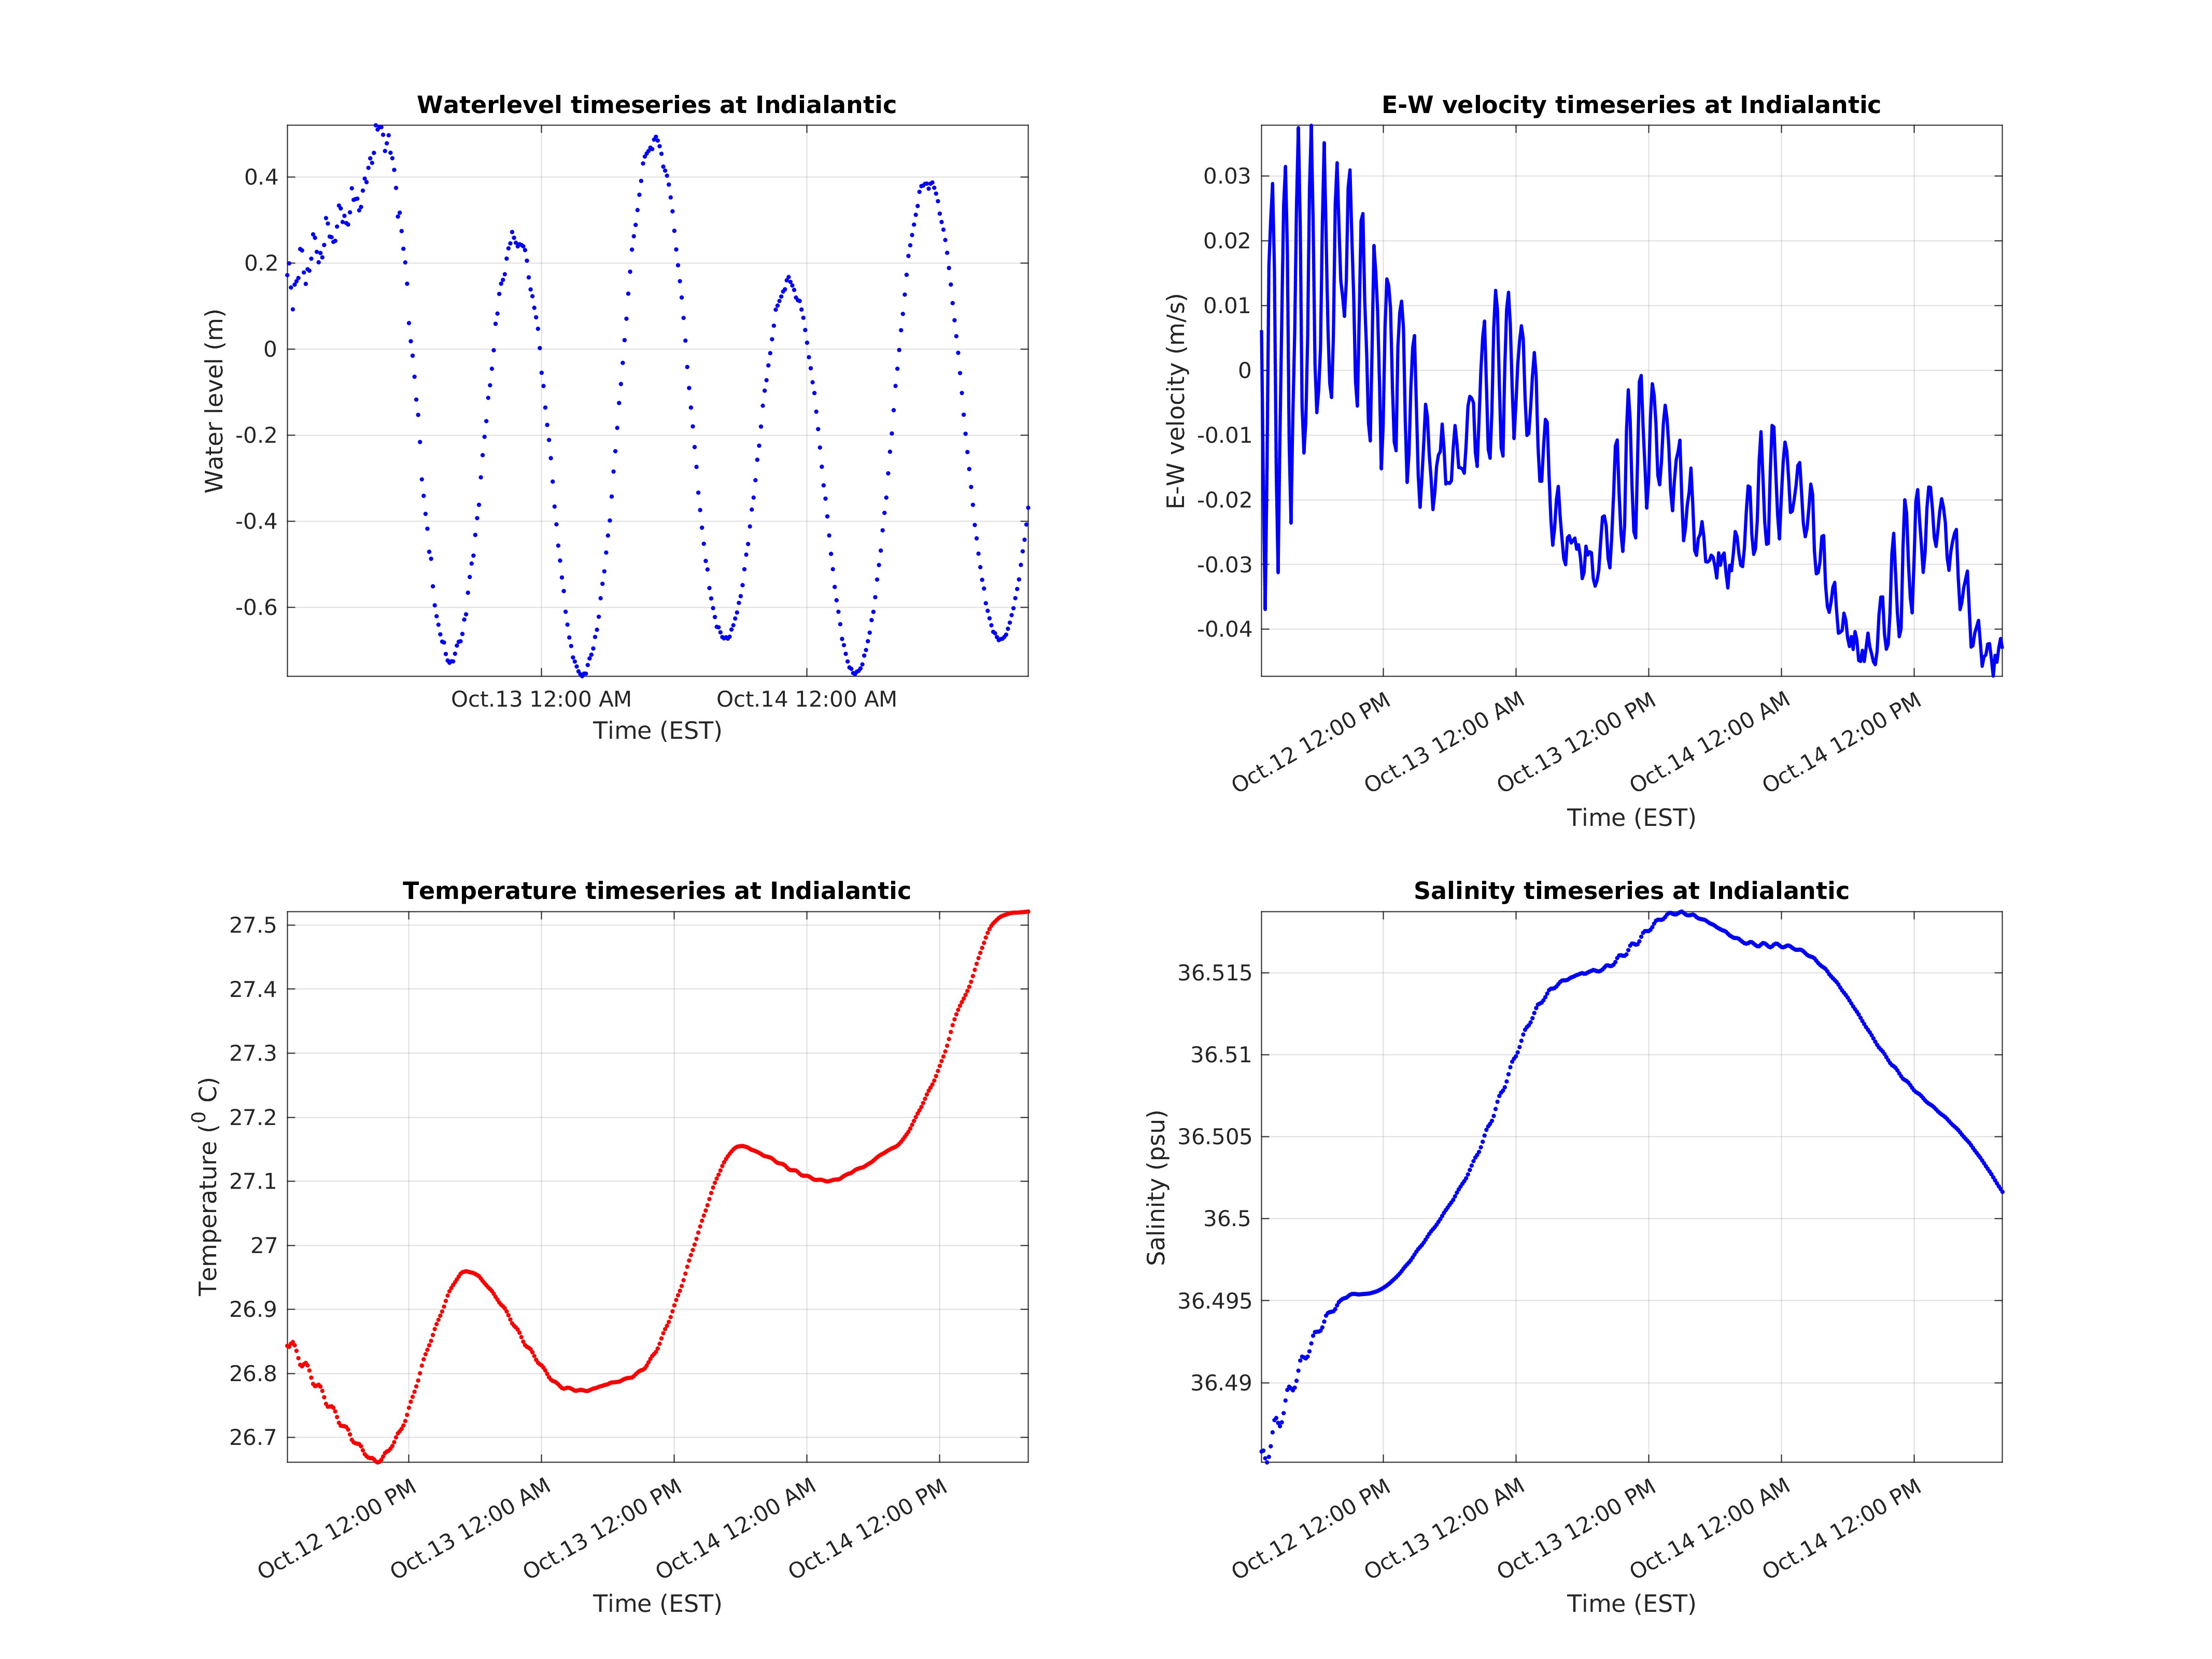 Waterlevel timeseries at Indialantic
0.4
0.2
0
-0.2
-0.4
-0.6
Water level (m)
Oct.13 12:00 AM
Oct.14 12:00 AM
Time (EST)
E-W velocity timeseries at Indialantic
0.03
0.02
0.01
0
-0.01
-0.02
-0.03
-0.04
E-W velocity (m/s)
Oct.12 12:00 PM
Oct.13 12:00 AM
Oct.13 12:00 PM
Oct.14 12:00 AM
Oct.14 12:00 PM
Time (EST)
Temperature timeseries at Indialantic
27.5
27.4
27.3
27.2
27.1
27
26.9
26.8
26.7
Temperature (⁰ C)
Oct.12 12:00 PM
Oct.13 12:00 AM
Oct.13 12:00 PM
Oct.14 12:00 AM
Oct.14 12:00 PM
Time (EST)
Salinity timeseries at Indialantic
36.515
36.51
36.505
36.5
36.495
36.49
Salinity (psu)
Oct.12 12:00 PM
Oct.13 12:00 AM
Oct.13 12:00 PM
Oct.14 12:00 AM
Oct.14 12:00 PM
Time (EST)